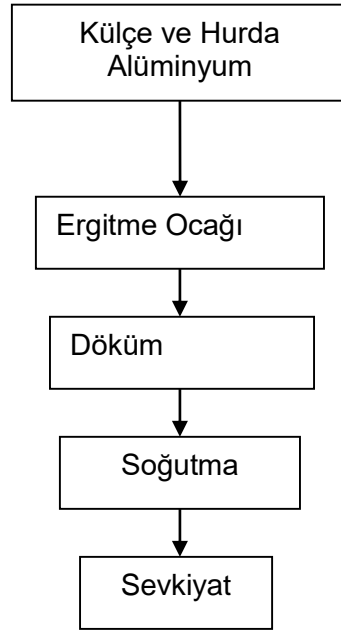 Külçe ve Hurda
Alüminyum
Ergitme Ocağı
Döküm
Soğutma
Sevkiyat